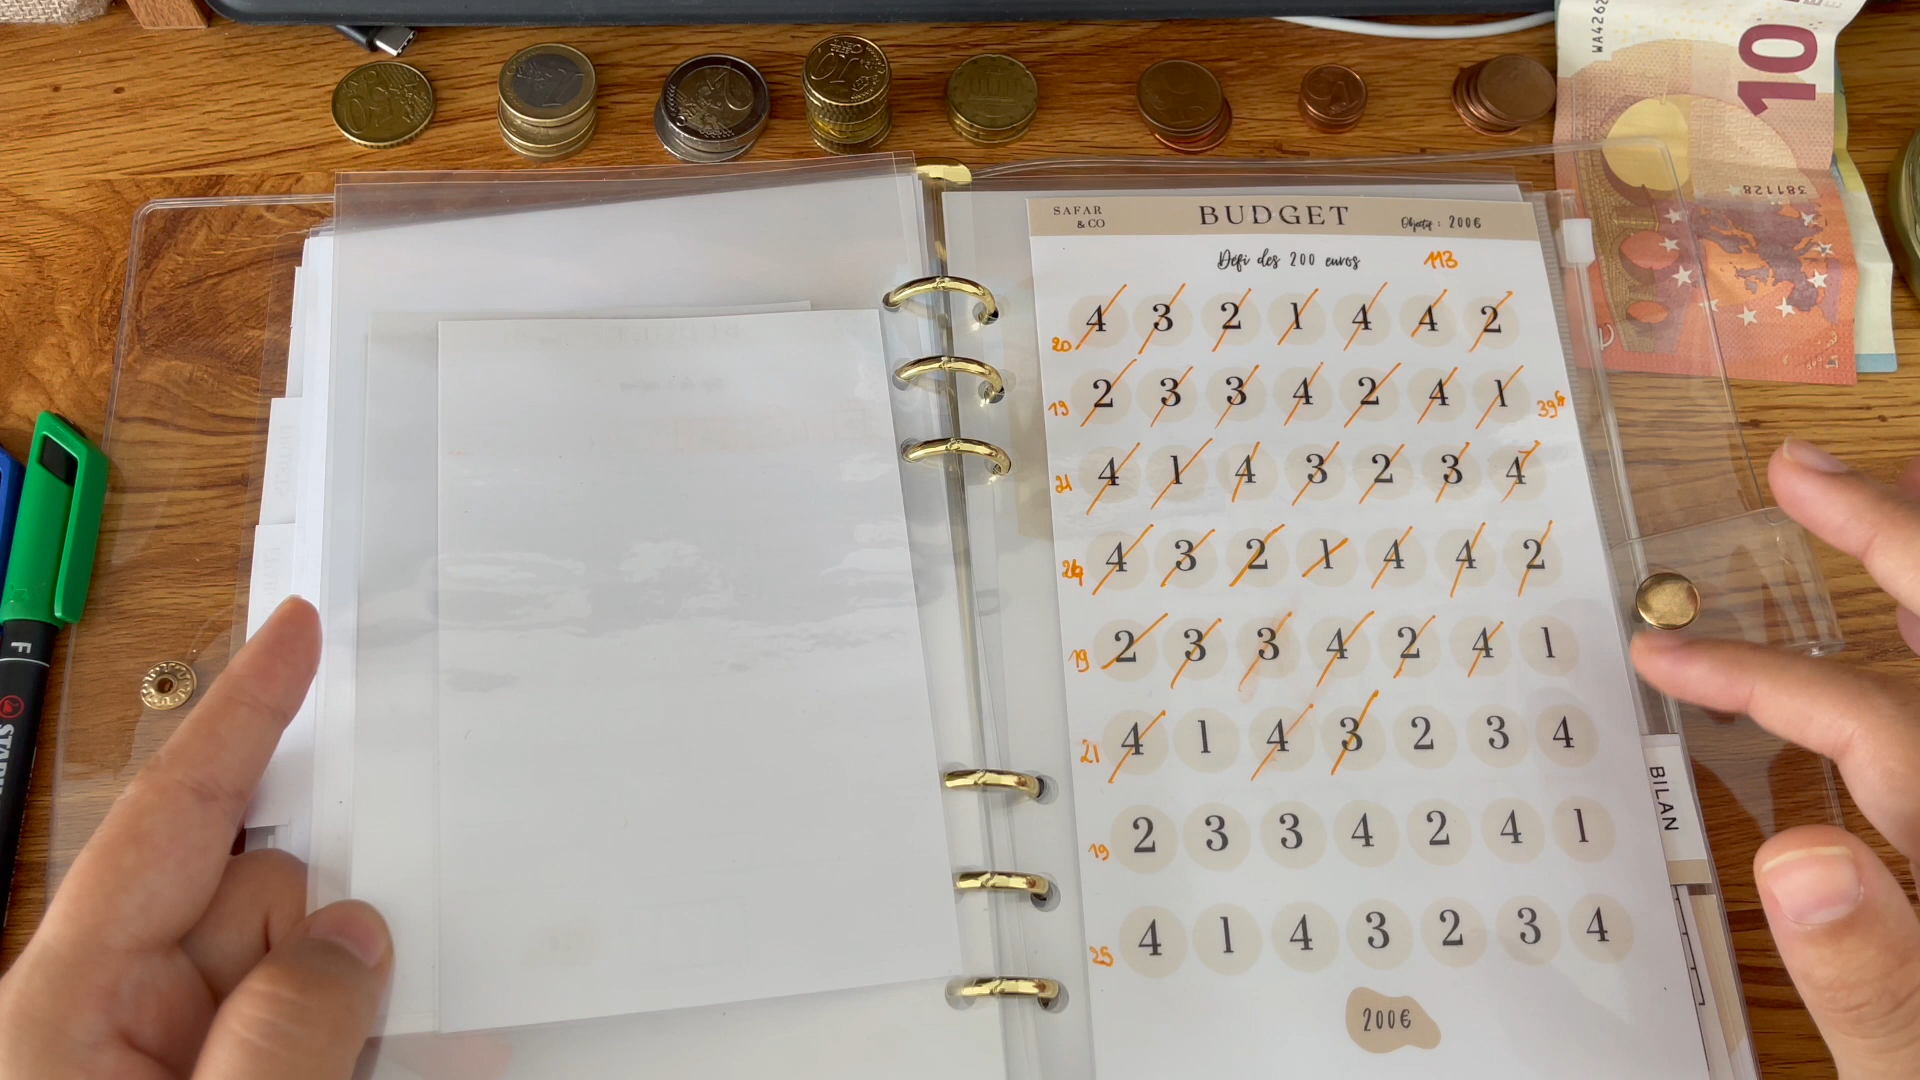 WA4262
10
381128
SAFAR
& CO
BUDGET
Objectif : 200€
Défi des 200 euros
113
4 3 2 1 4 4 2
20
2 3 3 4 2 4 1
19
39€
4 1 4 3 2 3 4
21
4 3 2 1 4 4 2
2 3 3 4 2 4 1
19
4 1 4 3 2 3 4
21
2 3 3 4 2 4 1
19
4 1 4 3 2 3 4
25
200€
BILAN
F